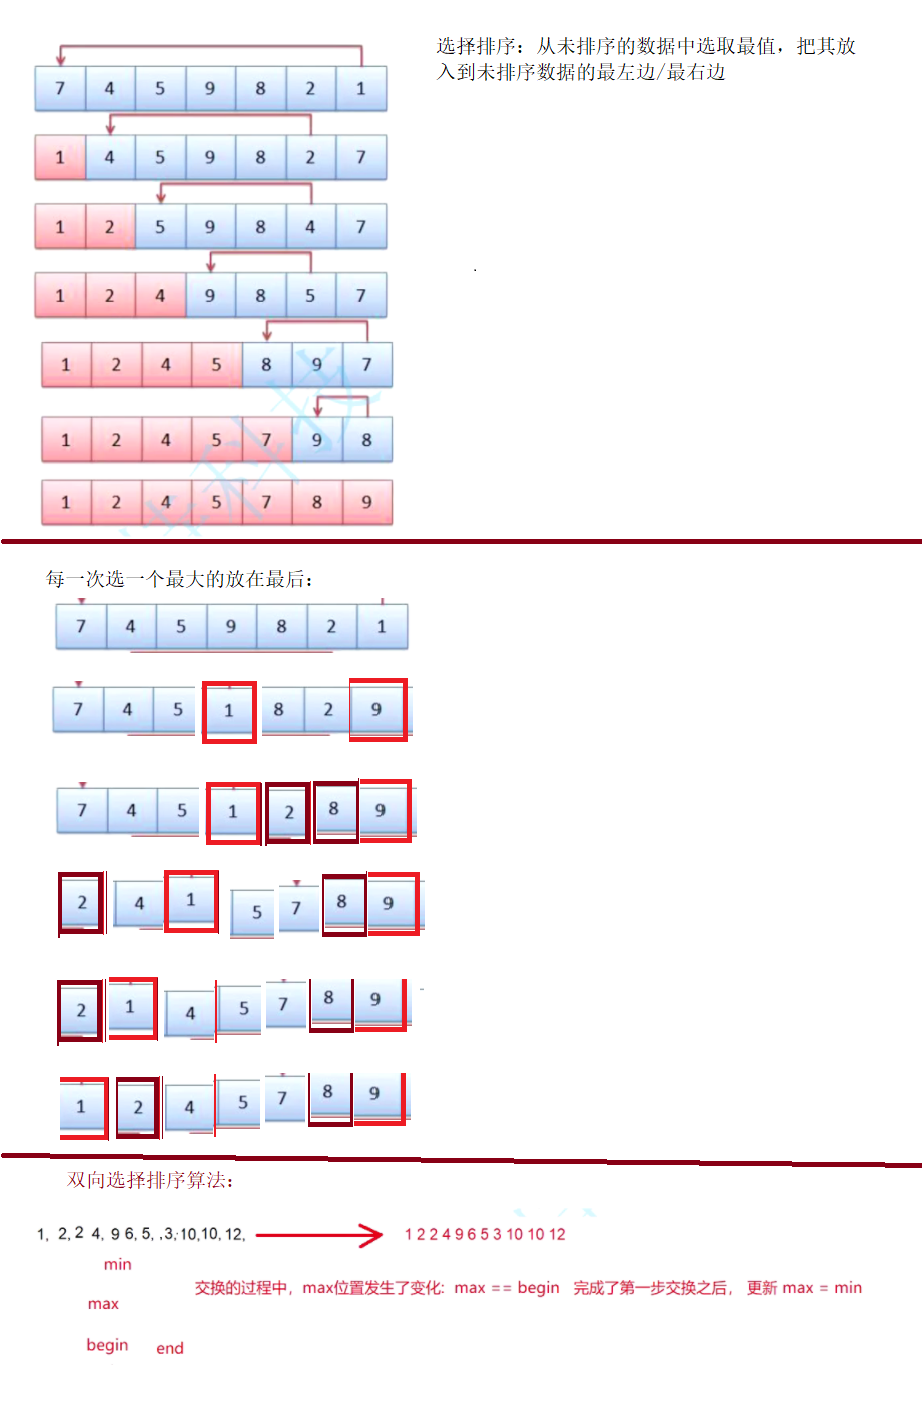 选择排序：从未排序的数据中选取最值，把其放
入到未排序数据的最左边/最右边
7 4 5 9 8 2 1
1 4 5 9 8 2 7
1 2 5 9 8 4 7
1 2 4 9 8 5 7
1 2 4 5 8 9 7
1 2 4 5 7 9 8
1 2 4 5 7 8 9
科技
每一次选一个最大的放在最后：
7 4 5 9 8 2 1
7 4 5 1 8 2 9
7 4 5 1 2 8 9
2 4 1 5 7 8 9
2 1 4 5 7 8 9
1 2 4 5 7 8 9
双向选择排序算法：
1, 2, 2 4, 9 6, 5, ,3, 10,10, 12,
1 2 2 4 9 6 5 3 10 10 12
min
交换的过程中，max位置发生了变化: max == begin 完成了第一步交换之后， 更新 max = min
max
begin end